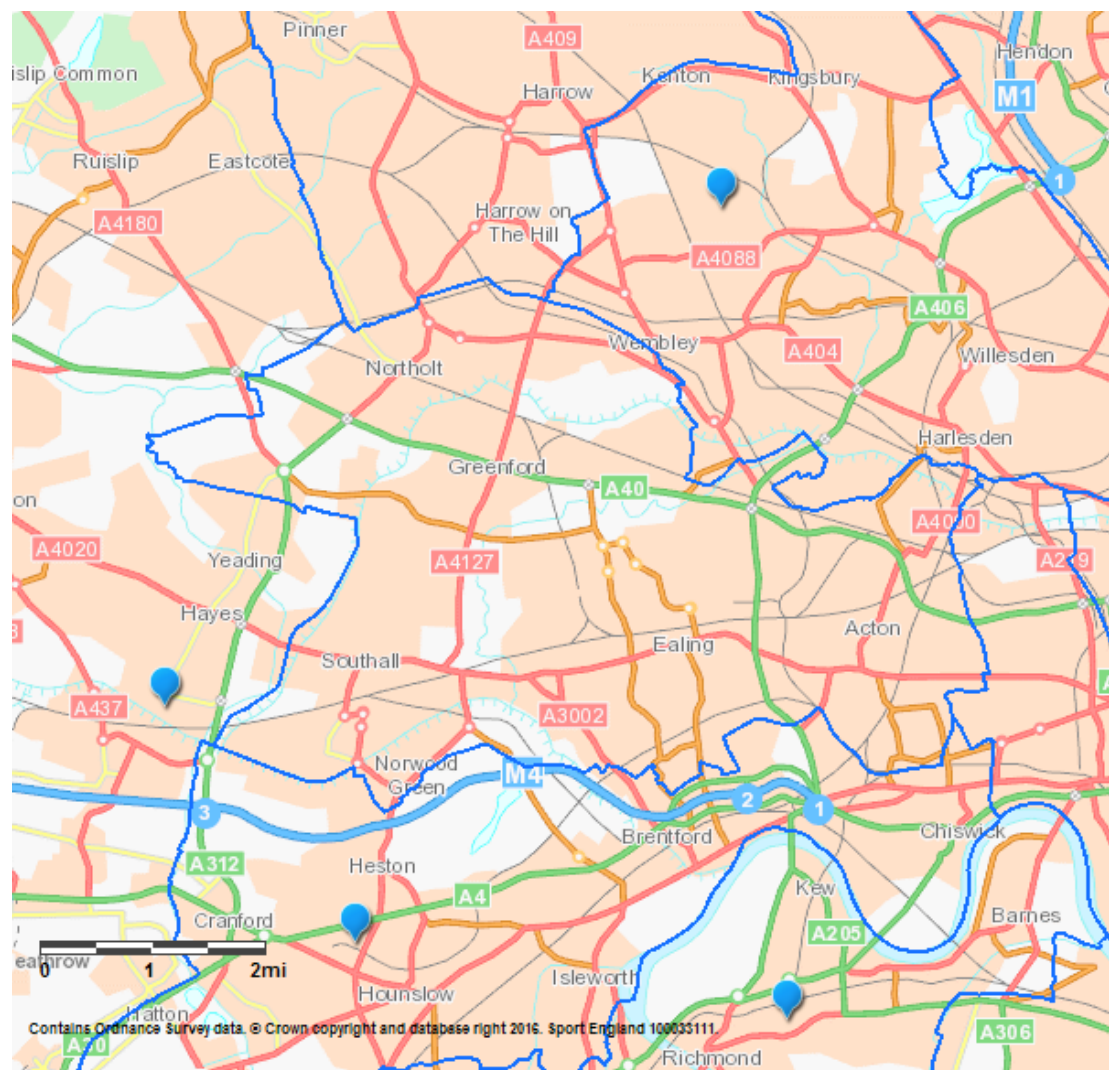 Pinner
A409
Hendon
islip Common
Kenton
Kingsbury
Harrow
M1
Ruislip
Eastcote
1
A4180
Harrow on
The Hill
A4088
A406
Wembley
A404
Willesden
Northolt
Harlesden
Greenford
A40
on
A4000
A4020
A4127
A219
Yeading
Hayes
Acton
Ealing
Southall
A437
A3002
Norwood
Green
M4
2
1
3
Brentford
Chiswick
A312
Heston
Kew
A4
Barnes
Cranford
A205
eathrow
0 1 2mi
Isleworth
Hounslow
Hatton
Contains Ordnance Survey data. © Crown copyright and database right 2016. Sport England 100033111.
A30
A306
Richmond